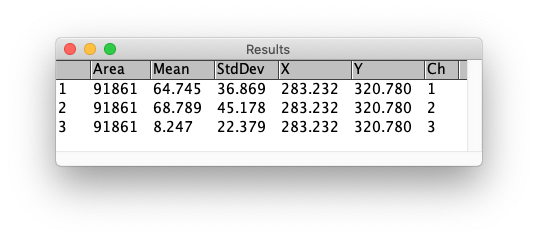 Results
Area Mean StdDev X Y Ch
1 91861 64.745 36.869 283.232 320.780 1
2 91861 68.789 45.178 283.232 320.780 2
3 91861 8.247 22.379 283.232 320.780 3